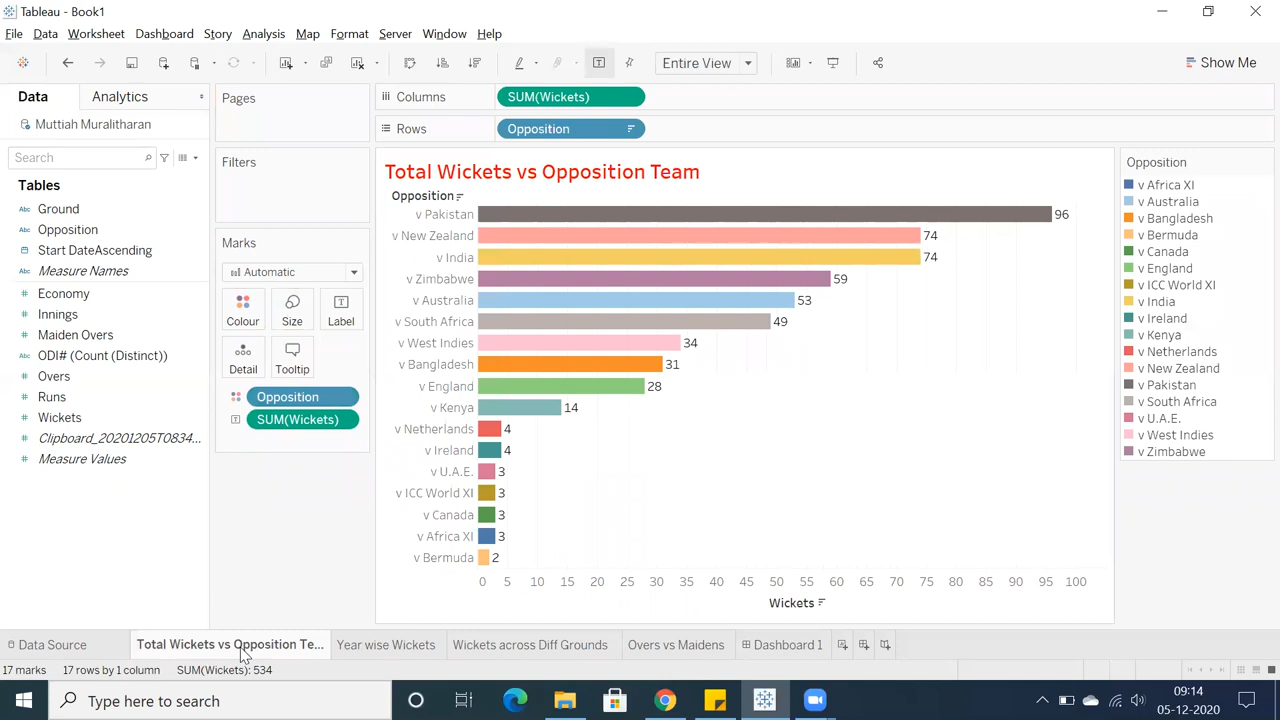 Tableau - Book1
File Data Worksheet Dashboard Story Analysis Map Format Server Window Help
Entire View
Show Me
Data Analytics
Muttiah Muralitharan
Search
Tables
Abc Ground
Abc Opposition
Start DateAscending
Abc Measure Names
# Economy
# Innings
# Maiden Overs
Abc ODI# (Count (Distinct))
# Overs
# Runs
# Wickets
# Clipboard_20201205T0834...
# Measure Values
Pages
Filters
Marks
Automatic
Colour Size Label
Detail Tooltip
Opposition
SUM(Wickets)
Columns SUM(Wickets)
Rows Opposition
Total Wickets vs Opposition Team
Opposition
v Pakistan 96
v New Zealand 74
v India 74
v Zimbabwe 59
v Australia 53
v South Africa 49
v West Indies 34
v Bangladesh 31
v England 28
v Kenya 14
v Netherlands 4
v Ireland 4
v U.A.E. 3
v ICC World XI 3
v Canada 3
v Africa XI 3
v Bermuda 2
0 5 10 15 20 25 30 35 40 45 50 55 60 65 70 75 80 85 90 95 100
Wickets
Opposition
v Africa XI
v Australia
v Bangladesh
v Bermuda
v Canada
v England
v ICC World XI
v India
v Ireland
v Kenya
v Netherlands
v New Zealand
v Pakistan
v South Africa
v U.A.E.
v West Indies
v Zimbabwe
Data Source Total Wickets vs Opposition Te... Year wise Wickets Wickets across Diff Grounds Overs vs Maidens Dashboard 1
17 marks 17 rows by 1 column SUM(Wickets): 534
Type here to search
09:14
05-12-2020